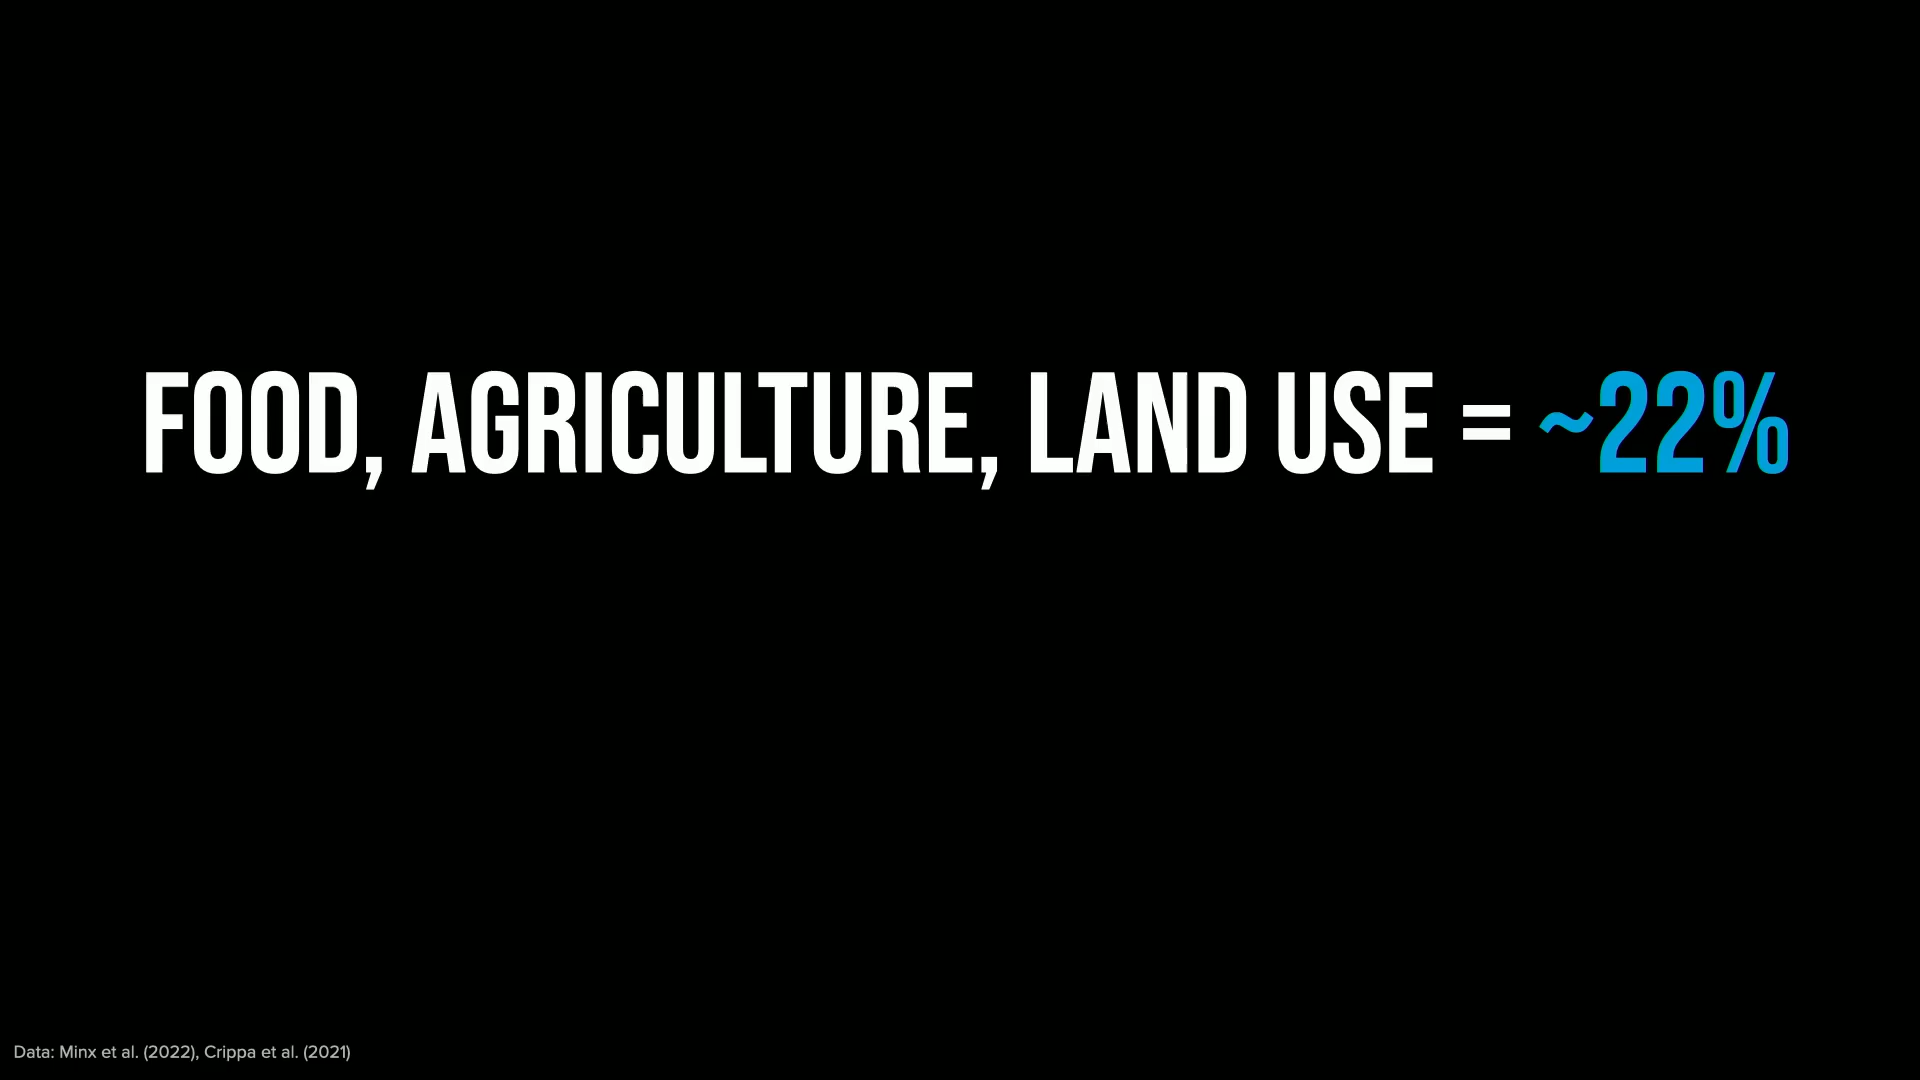 FOOD, AGRICULTURE, LAND USE = ~22%
Data: Minx et al. (2022), Crippa et al. (2021)